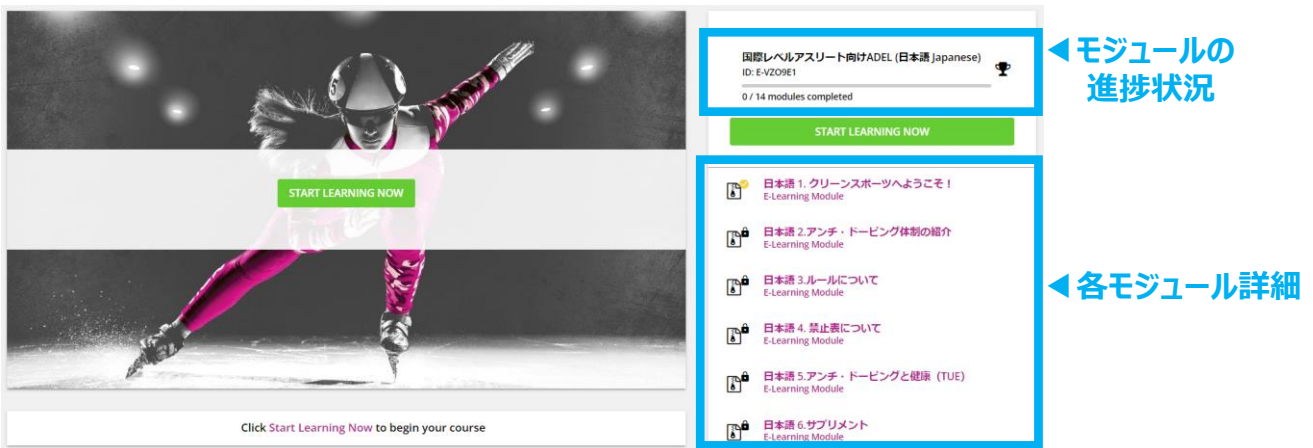 START LEARNING NOW
Click Start Learning Now to begin your course
国際レベルアスリート向けADEL (日本語 Japanese)
ID: E-VZO9E1
0 / 14 modules completed
START LEARNING NOW
日本語 1. クリーンスポーツへようこそ！
E-Learning Module
日本語 2.アンチ・ドーピング体制の紹介
E-Learning Module
日本語 3.ルールについて
E-Learning Module
日本語 4. 禁止表について
E-Learning Module
日本語 5.アンチ・ドーピングと健康（TUE）
E-Learning Module
日本語 6.サプリメント
E-Learning Module
◀モジュールの
進捗状況
◀各モジュール詳細